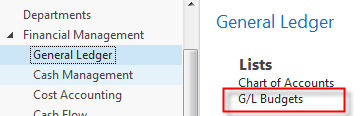 Departments
Financial Management
General Ledger
Cash Management
Cost Accounting
Cash Flow
General Ledger
Lists
Chart of Accounts
G/L Budgets